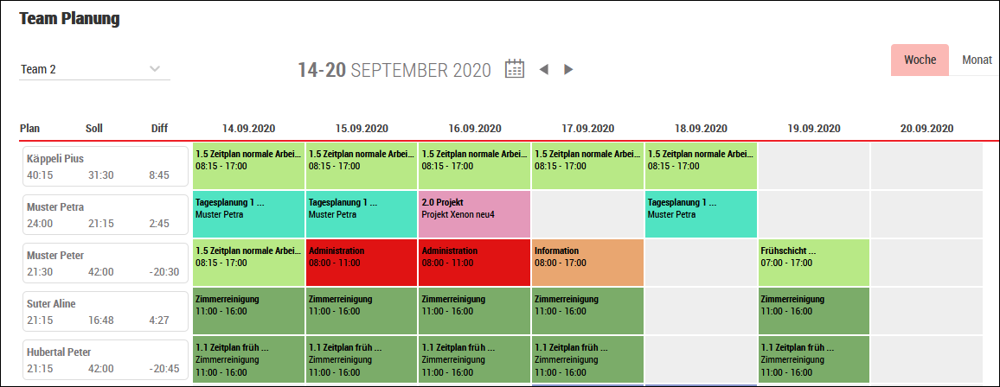 Team Planung
Team 2
14-20 SEPTEMBER 2020
Woche Monat
Plan Soll Diff 14.09.2020 15.09.2020 16.09.2020 17.09.2020 18.09.2020 19.09.2020 20.09.2020
Käppeli Pius
40:15 31:30 8:45
1.5 Zeitplan normale Arbei...
08:15 - 17:00
1.5 Zeitplan normale Arbei...
08:15 - 17:00
1.5 Zeitplan normale Arbei...
08:15 - 17:00
1.5 Zeitplan normale Arbei...
08:15 - 17:00
1.5 Zeitplan normale Arbei...
08:15 - 17:00
Muster Petra
24:00 21:15 2:45
Tagesplanung 1 ...
Muster Petra
Tagesplanung 1 ...
Muster Petra
2.0 Projekt
Projekt Xenon neu4
Tagesplanung 1 ...
Muster Petra
Muster Peter
21:30 42:00 -20:30
1.5 Zeitplan normale Arbei...
08:15 - 17:00
Administration
08:00 - 11:00
Administration
08:00 - 11:00
Information
08:00 - 17:00
Frühschicht ...
07:00 - 17:00
Suter Aline
21:15 16:48 4:27
Zimmerreinigung
11:00 - 16:00
Zimmerreinigung
11:00 - 16:00
Zimmerreinigung
11:00 - 16:00
Zimmerreinigung
11:00 - 16:00
Zimmerreinigung
11:00 - 16:00
Hubertal Peter
21:15 42:00 -20:45
1.1 Zeitplan früh ...
Zimmerreinigung
11:00 - 16:00
1.1 Zeitplan früh ...
Zimmerreinigung
11:00 - 16:00
1.1 Zeitplan früh ...
Zimmerreinigung
11:00 - 16:00
1.1 Zeitplan früh ...
Zimmerreinigung
11:00 - 16:00
1.1 Zeitplan früh ...
Zimmerreinigung
11:00 - 16:00